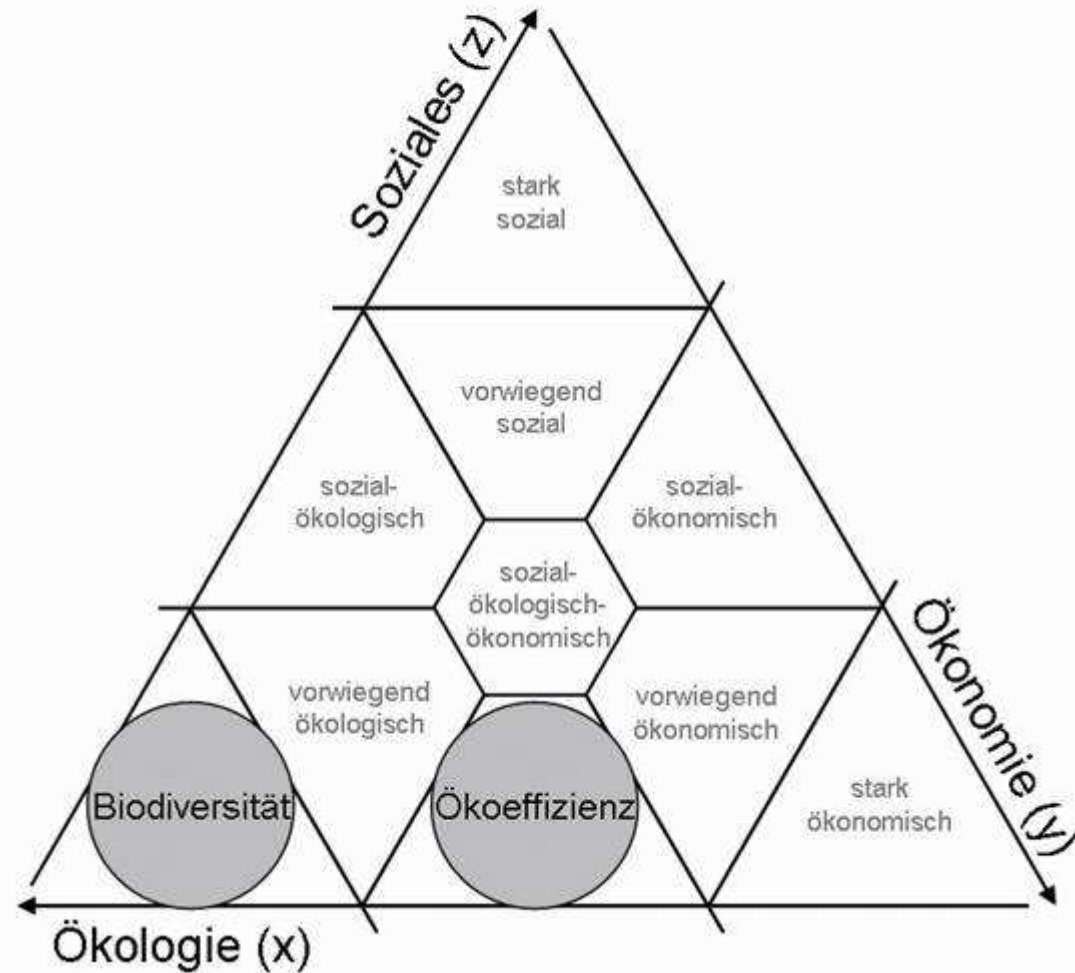 Soziales (z)
stark
sozial
vorwiegend
sozial
sozial-
ökologisch
sozial-
ökonomisch
sozial-
ökologisch-
ökonomisch
Ökonomie (y)
vorwiegend
ökologisch
vorwiegend
ökonomisch
Biodiversität
Ökoeffizienz
stark
ökonomisch
Ökologie (x)